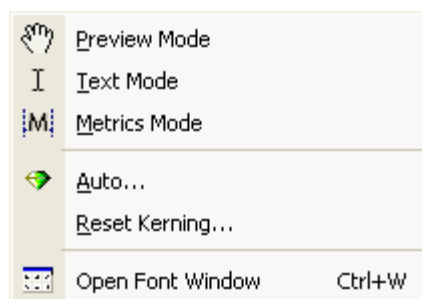 Preview Mode
Text Mode
Metrics Mode
Auto...
Reset Kerning...
Open Font Window Ctrl+W